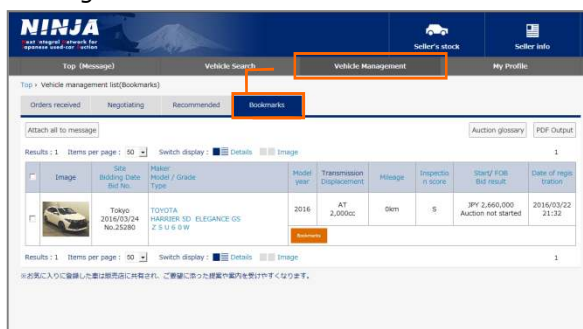 NINJA
Next integral Network for
Japanese used-car Auction
Seller's stock
Seller info
Top (Message)
Vehicle Search
Vehicle Management
My Profile
Top › Vehicle management list(Bookmarks)
Orders received
Negotiating
Recommended
Bookmarks
Attach all to message
Auction glossary
PDF Output
Results : 1 Items per page : 50 Switch display : Details Image 1
Image
Site
Bidding Date
Bid No.
Maker
Model / Grade
Type
Model
year
Transmission
Displacement
Mileage
Inspectio
n score
Start/ FOB
Bid result
Date of regis
tration
Tokyo
2016/03/24
No.25280
TOYOTA
HARRIER 5D ELEGANCE GS
ZSU60W
2016
AT
2,000cc
0km
S
JPY 2,660,000
Auction not started
2016/03/22
21:32
Bookmarks
Results : 1 Items per page : 50 Switch display : Details Image 1
※お気に入りに登録した車は販売店に共有され、ご要望に添った提案や案内を受けやすくなります。